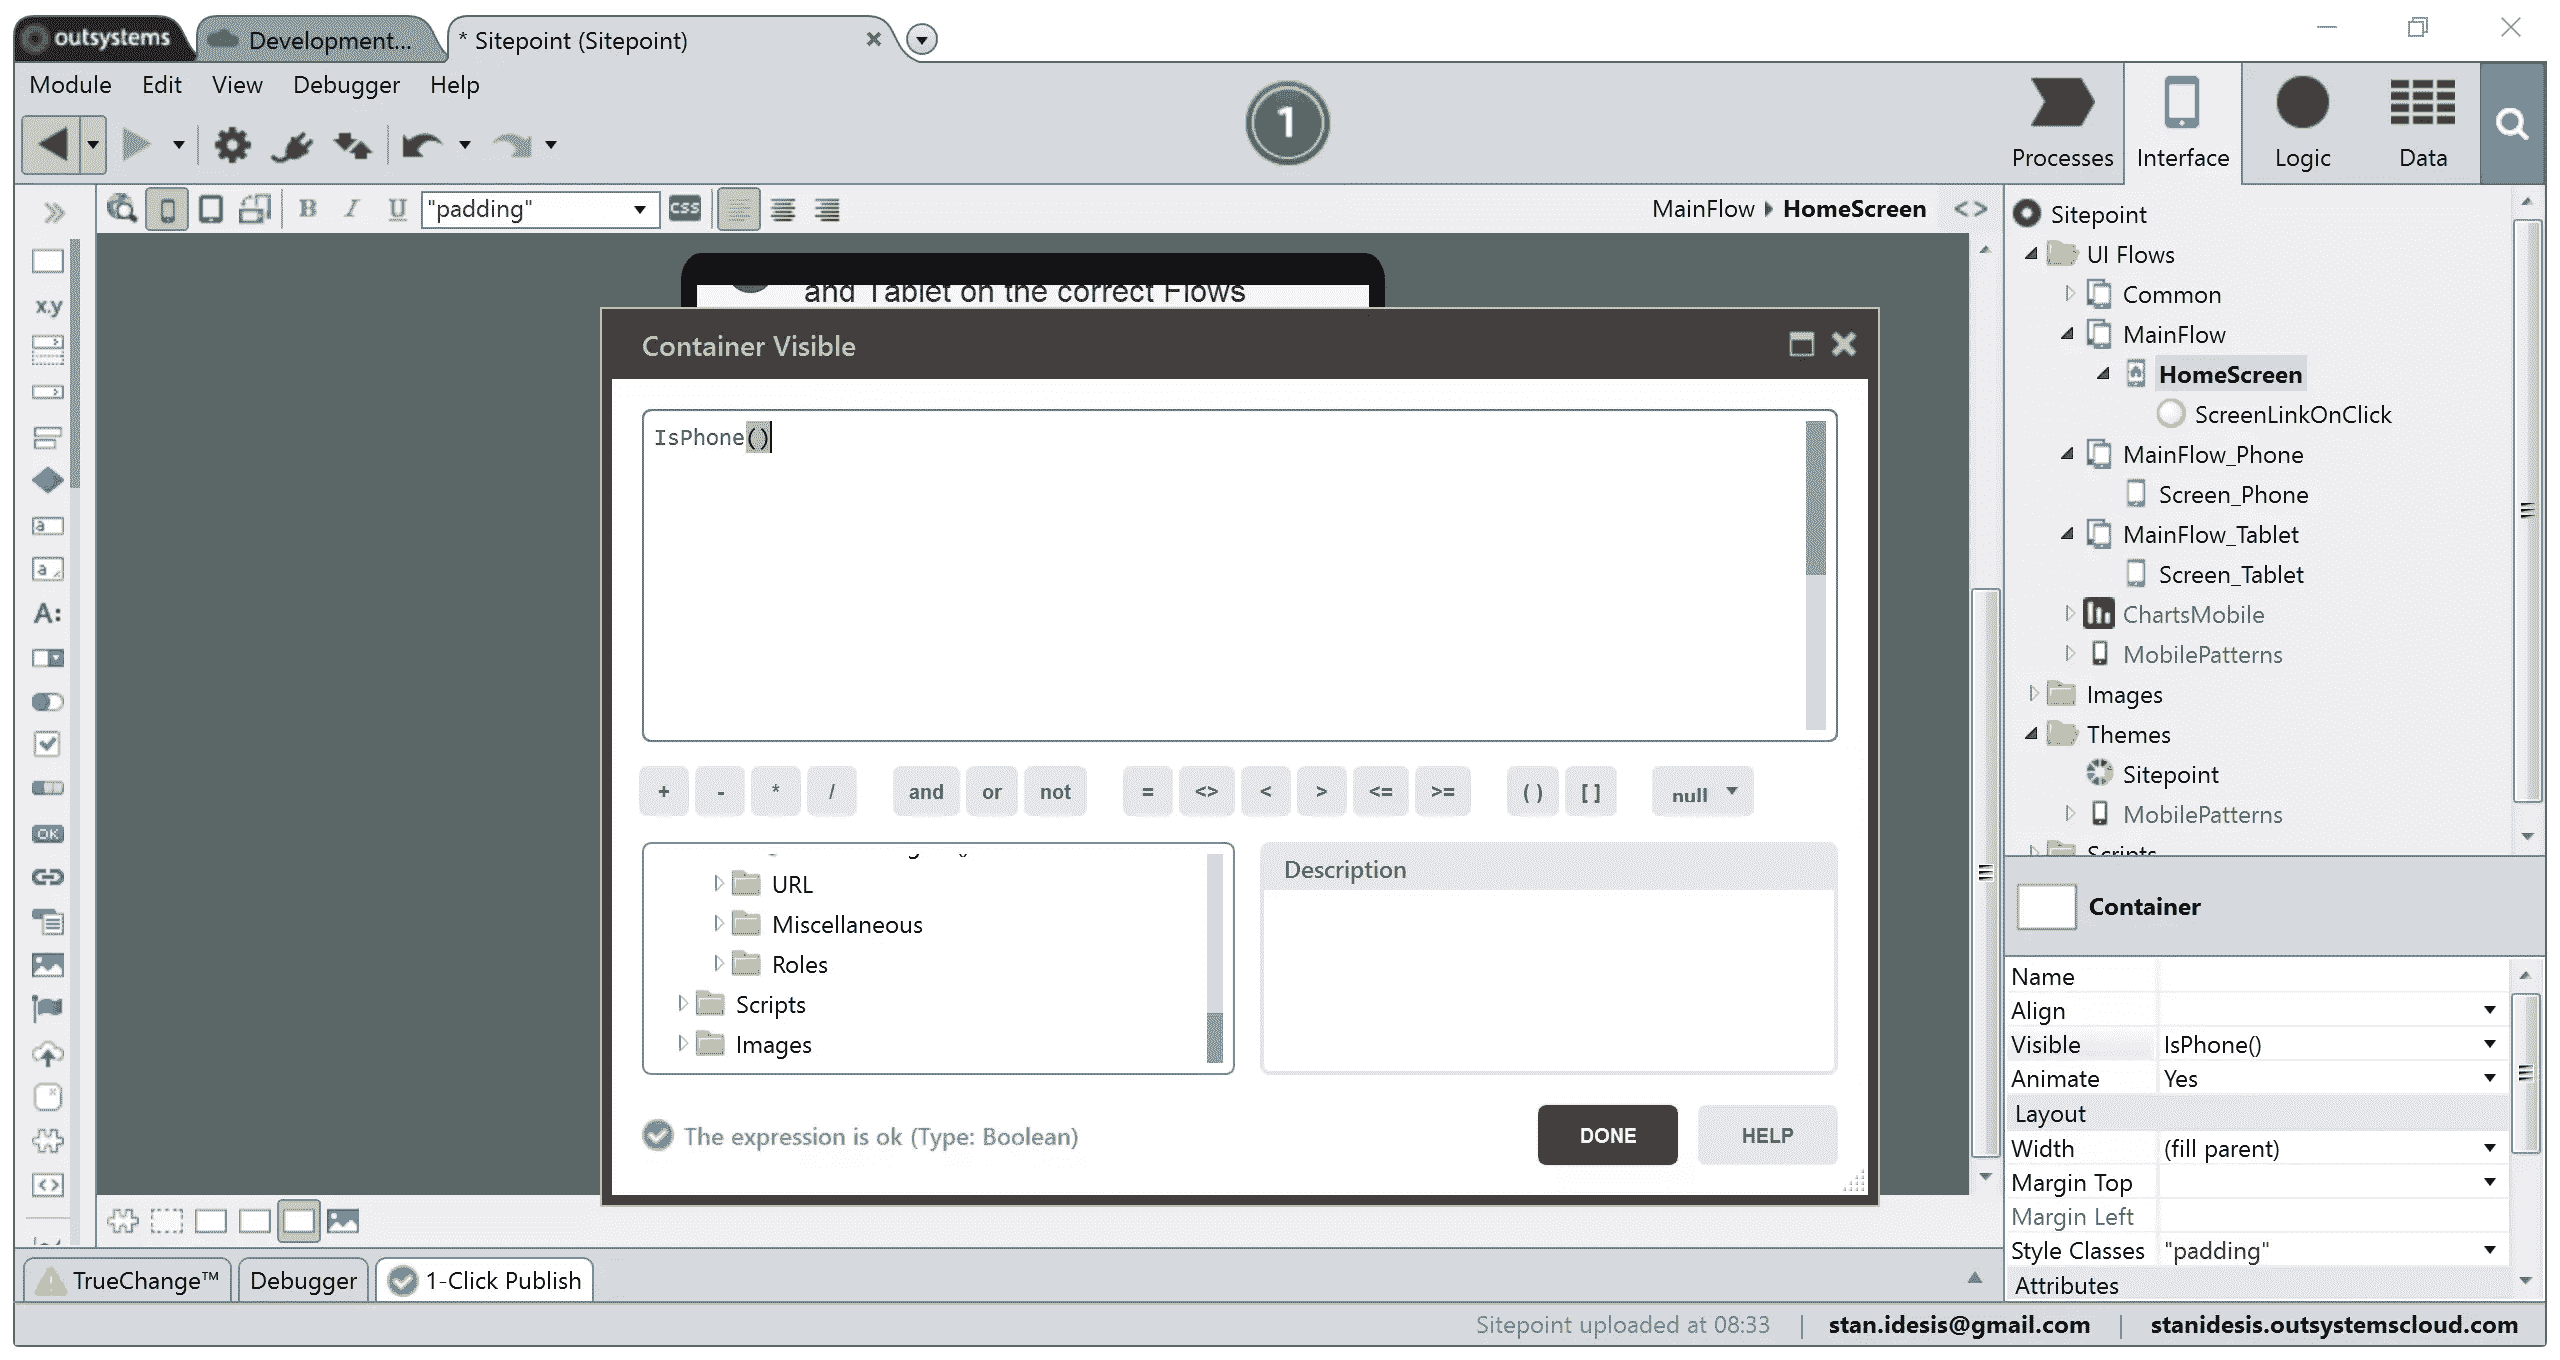 outsystems
Development...
* Sitepoint (Sitepoint)
Module Edit View Debugger Help
1
Processes
Interface
Logic
Data
B I U "padding" CSS
MainFlow HomeScreen
x.y
a
a
A:
OK
and Tablet on the correct Flows
Container Visible
IsPhone()
+ - * / and or not = <> < > <= >= ( ) [ ] null
URL
Miscellaneous
Roles
Scripts
Images
Description
The expression is ok (Type: Boolean)
DONE
HELP
Sitepoint
UI Flows
Common
MainFlow
HomeScreen
ScreenLinkOnClick
MainFlow_Phone
Screen_Phone
MainFlow_Tablet
Screen_Tablet
ChartsMobile
MobilePatterns
Images
Themes
Sitepoint
MobilePatterns
Scripts
Container
Name
Align
Visible IsPhone()
Animate Yes
Layout
Width (fill parent)
Margin Top
Margin Left
Style Classes "padding"
Attributes
TrueChange™ Debugger 1-Click Publish
Sitepoint uploaded at 08:33 | stan.idesis@gmail.com | stanidesis.outsystemscloud.com